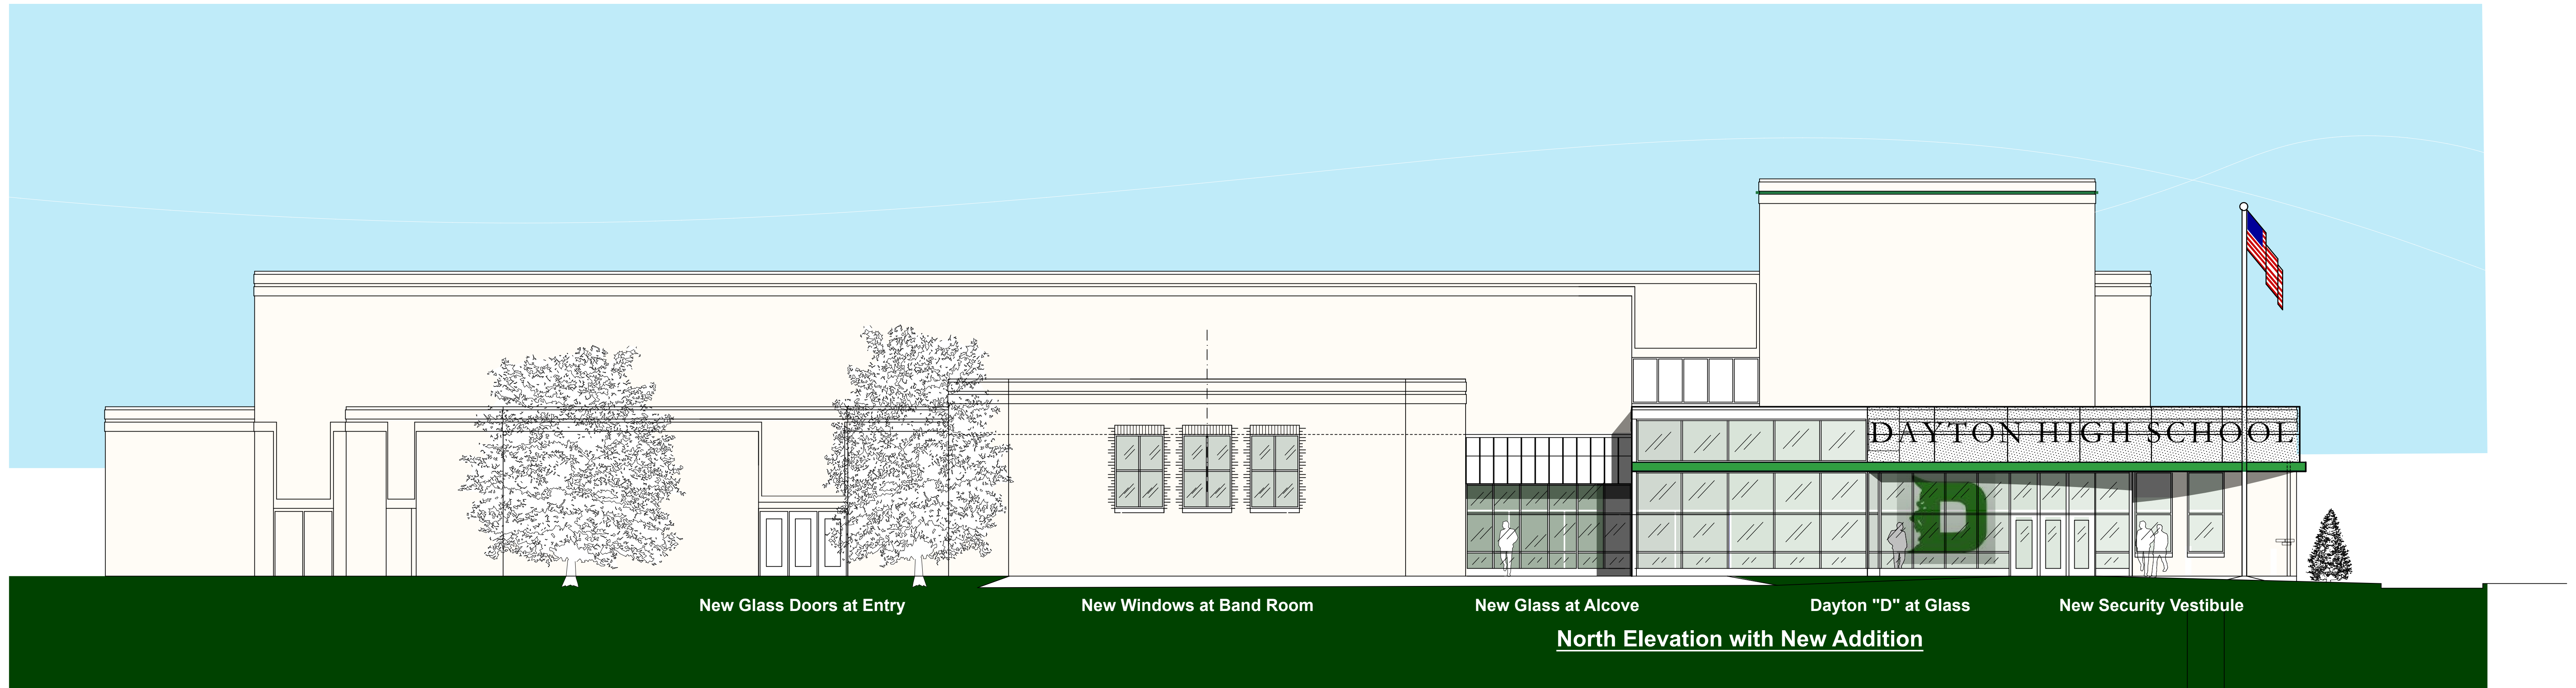 DAYTON HIGH SCHOOL
D
New Glass Doors at Entry
New Windows at Band Room
New Glass at Alcove
Dayton "D" at Glass
New Security Vestibule
North Elevation with New Addition